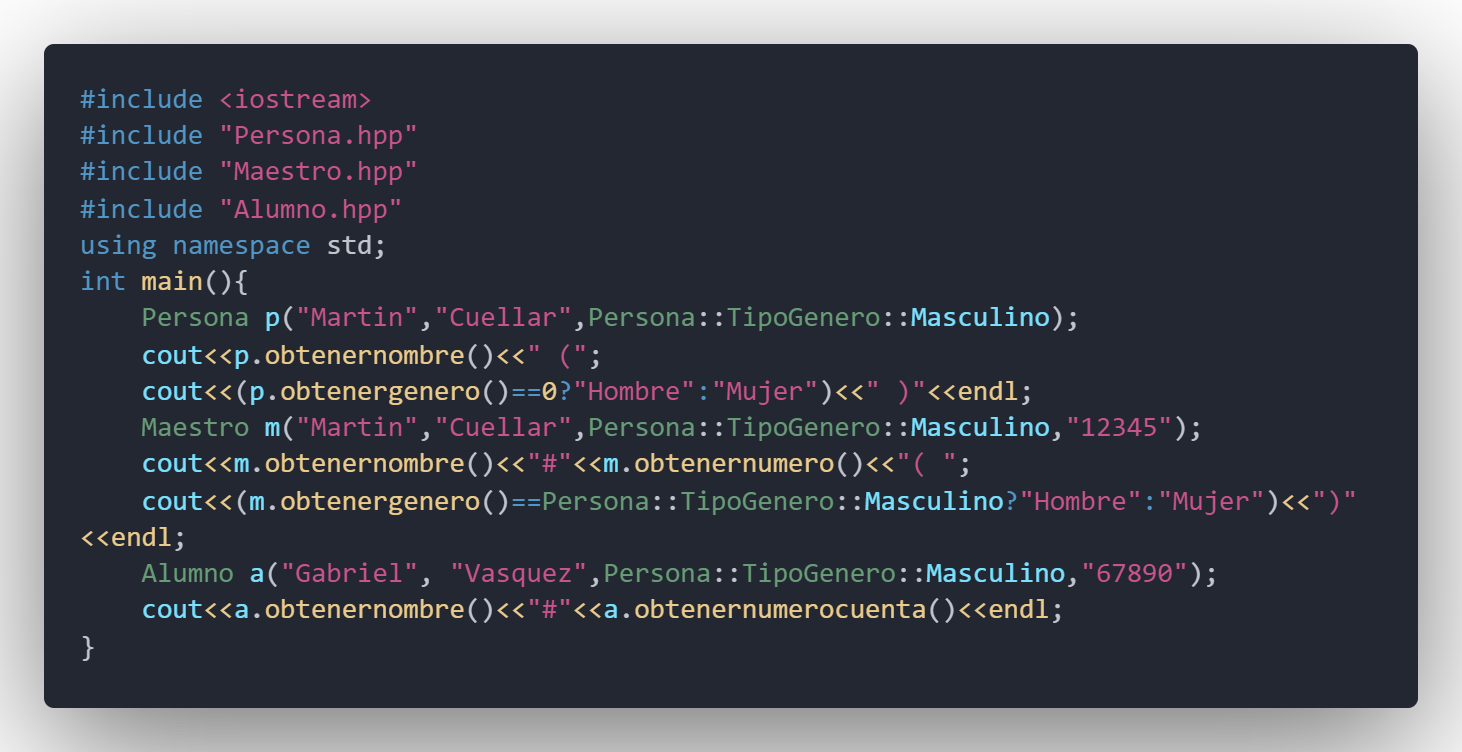 #include <iostream>
#include "Persona.hpp"
#include "Maestro.hpp"
#include "Alumno.hpp"
using namespace std;
int main(){
    Persona p("Martin","Cuellar",Persona::TipoGenero::Masculino);
    cout<<p.obtenernombre()<<" (";
    cout<<(p.obtenergenero()==0?"Hombre":"Mujer")<<" )"<<endl;
    Maestro m("Martin","Cuellar",Persona::TipoGenero::Masculino,"12345");
    cout<<m.obtenernombre()<<"#"<<m.obtenernumero()<<"( ";
    cout<<(m.obtenergenero()==Persona::TipoGenero::Masculino?"Hombre":"Mujer")<<")"
<<endl;
    Alumno a("Gabriel", "Vasquez",Persona::TipoGenero::Masculino,"67890");
    cout<<a.obtenernombre()<<"#"<<a.obtenernumerocuenta()<<endl;
}